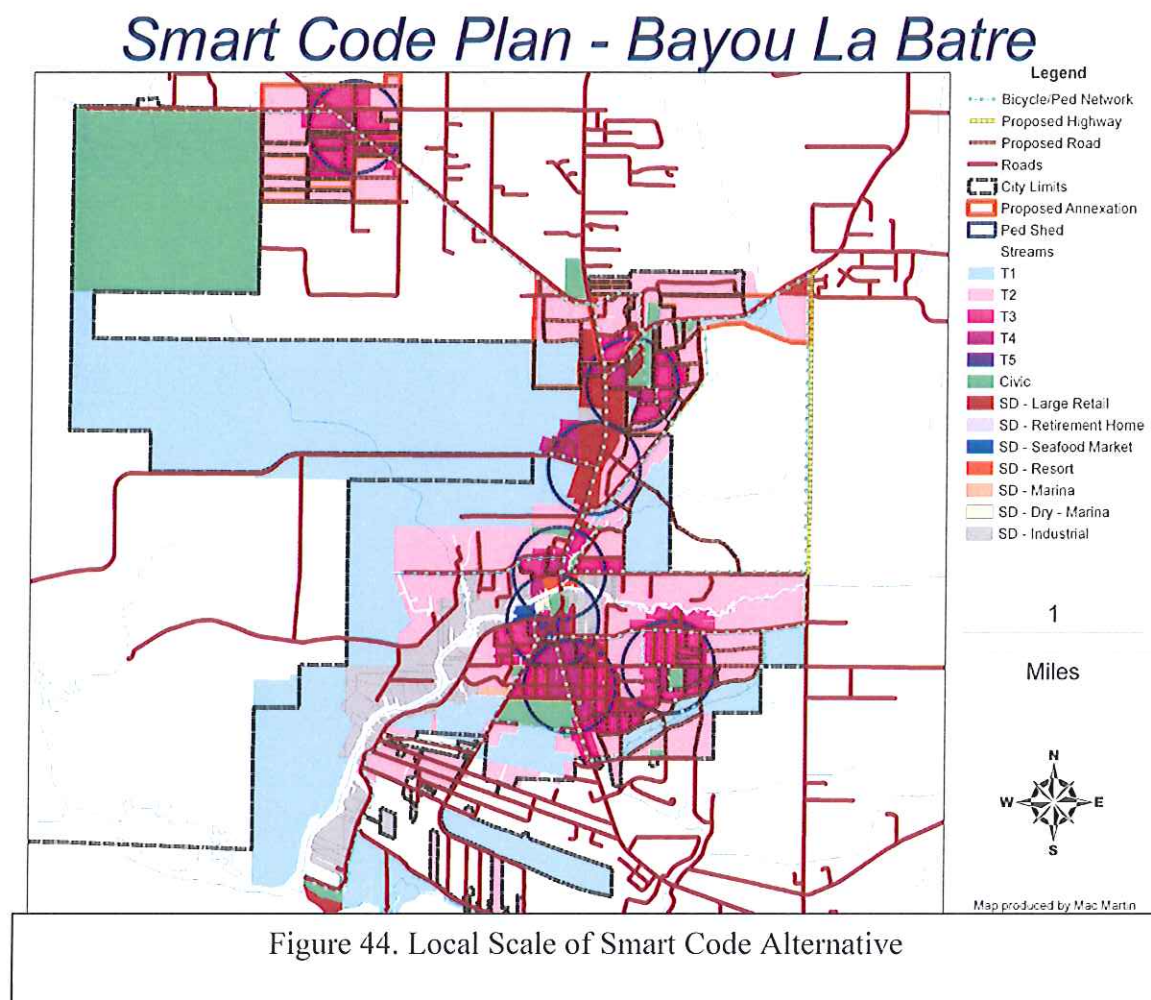 Smart Code Plan - Bayou La Batre
Legend
Bicycle/Ped Network
Proposed Highway
Proposed Road
Roads
City Limits
Proposed Annexation
Ped Shed
Streams
T1
T2
T3
T4
T5
Civic
SD - Large Retail
SD - Retirement Home
SD - Seafood Market
SD - Resort
SD - Marina
SD - Dry - Marina
SD - Industrial
1
Miles
N
W E
S
Map produced by Mac Martin
Figure 44. Local Scale of Smart Code Alternative